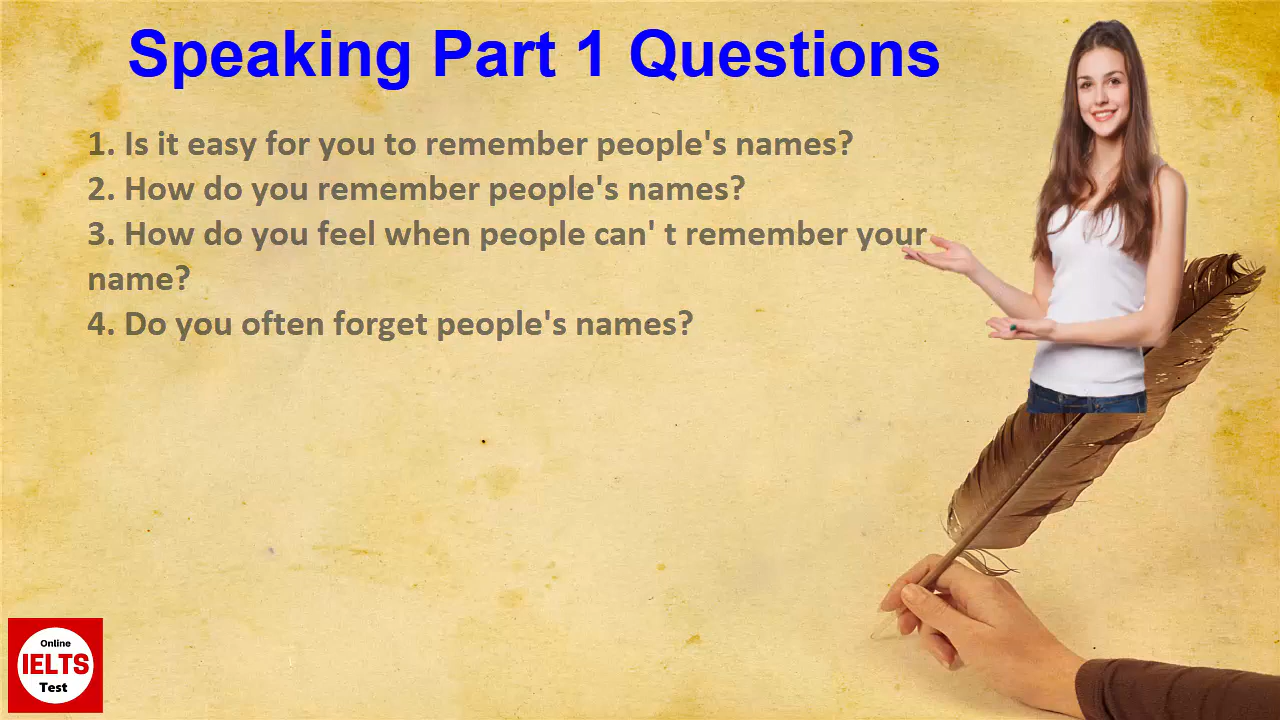 Speaking Part 1 Questions
1. Is it easy for you to remember people's names?
2. How do you remember people's names?
3. How do you feel when people can' t remember your
name?
4. Do you often forget people's names?
Online
IELTS
Test